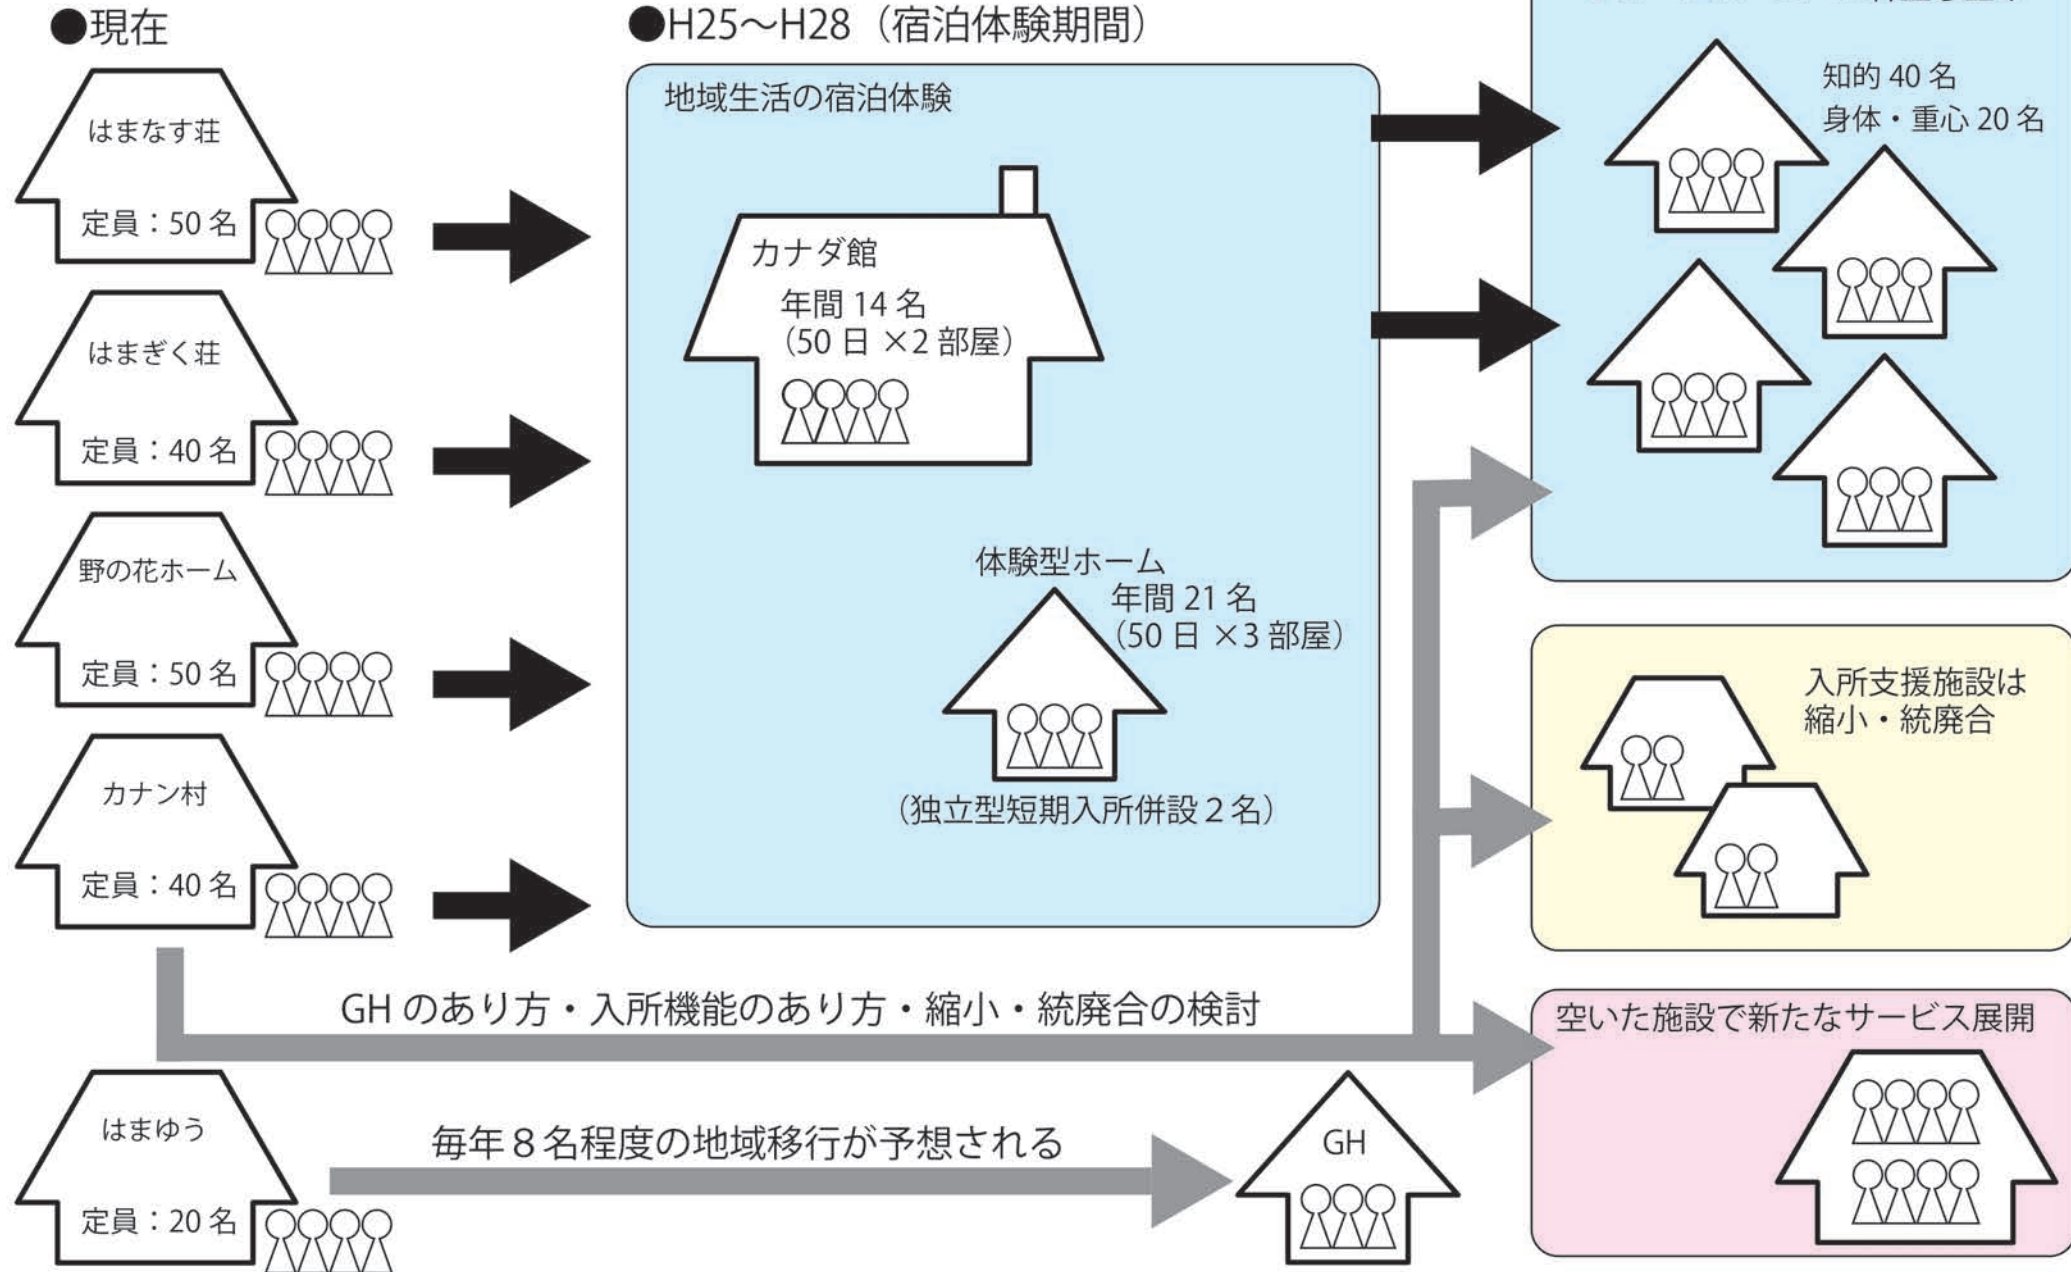 ●現在
はまなす荘
定員：50 名
はまぎく荘
定員：40 名
野の花ホーム
定員：50 名
カナン村
定員：40 名
はまゆう
定員：20 名
●H25～H28（宿泊体験期間）
地域生活の宿泊体験
カナダ館
年間 14 名
（50 日 ×2 部屋）
体験型ホーム
年間 21 名
（50 日 ×3 部屋）
（独立型短期入所併設２名）
GH のあり方・入所機能のあり方・縮小・統廃合の検討
毎年８名程度の地域移行が予想される
GH
知的 40 名
身体・重心 20 名
入所支援施設は
縮小・統廃合
空いた施設で新たなサービス展開